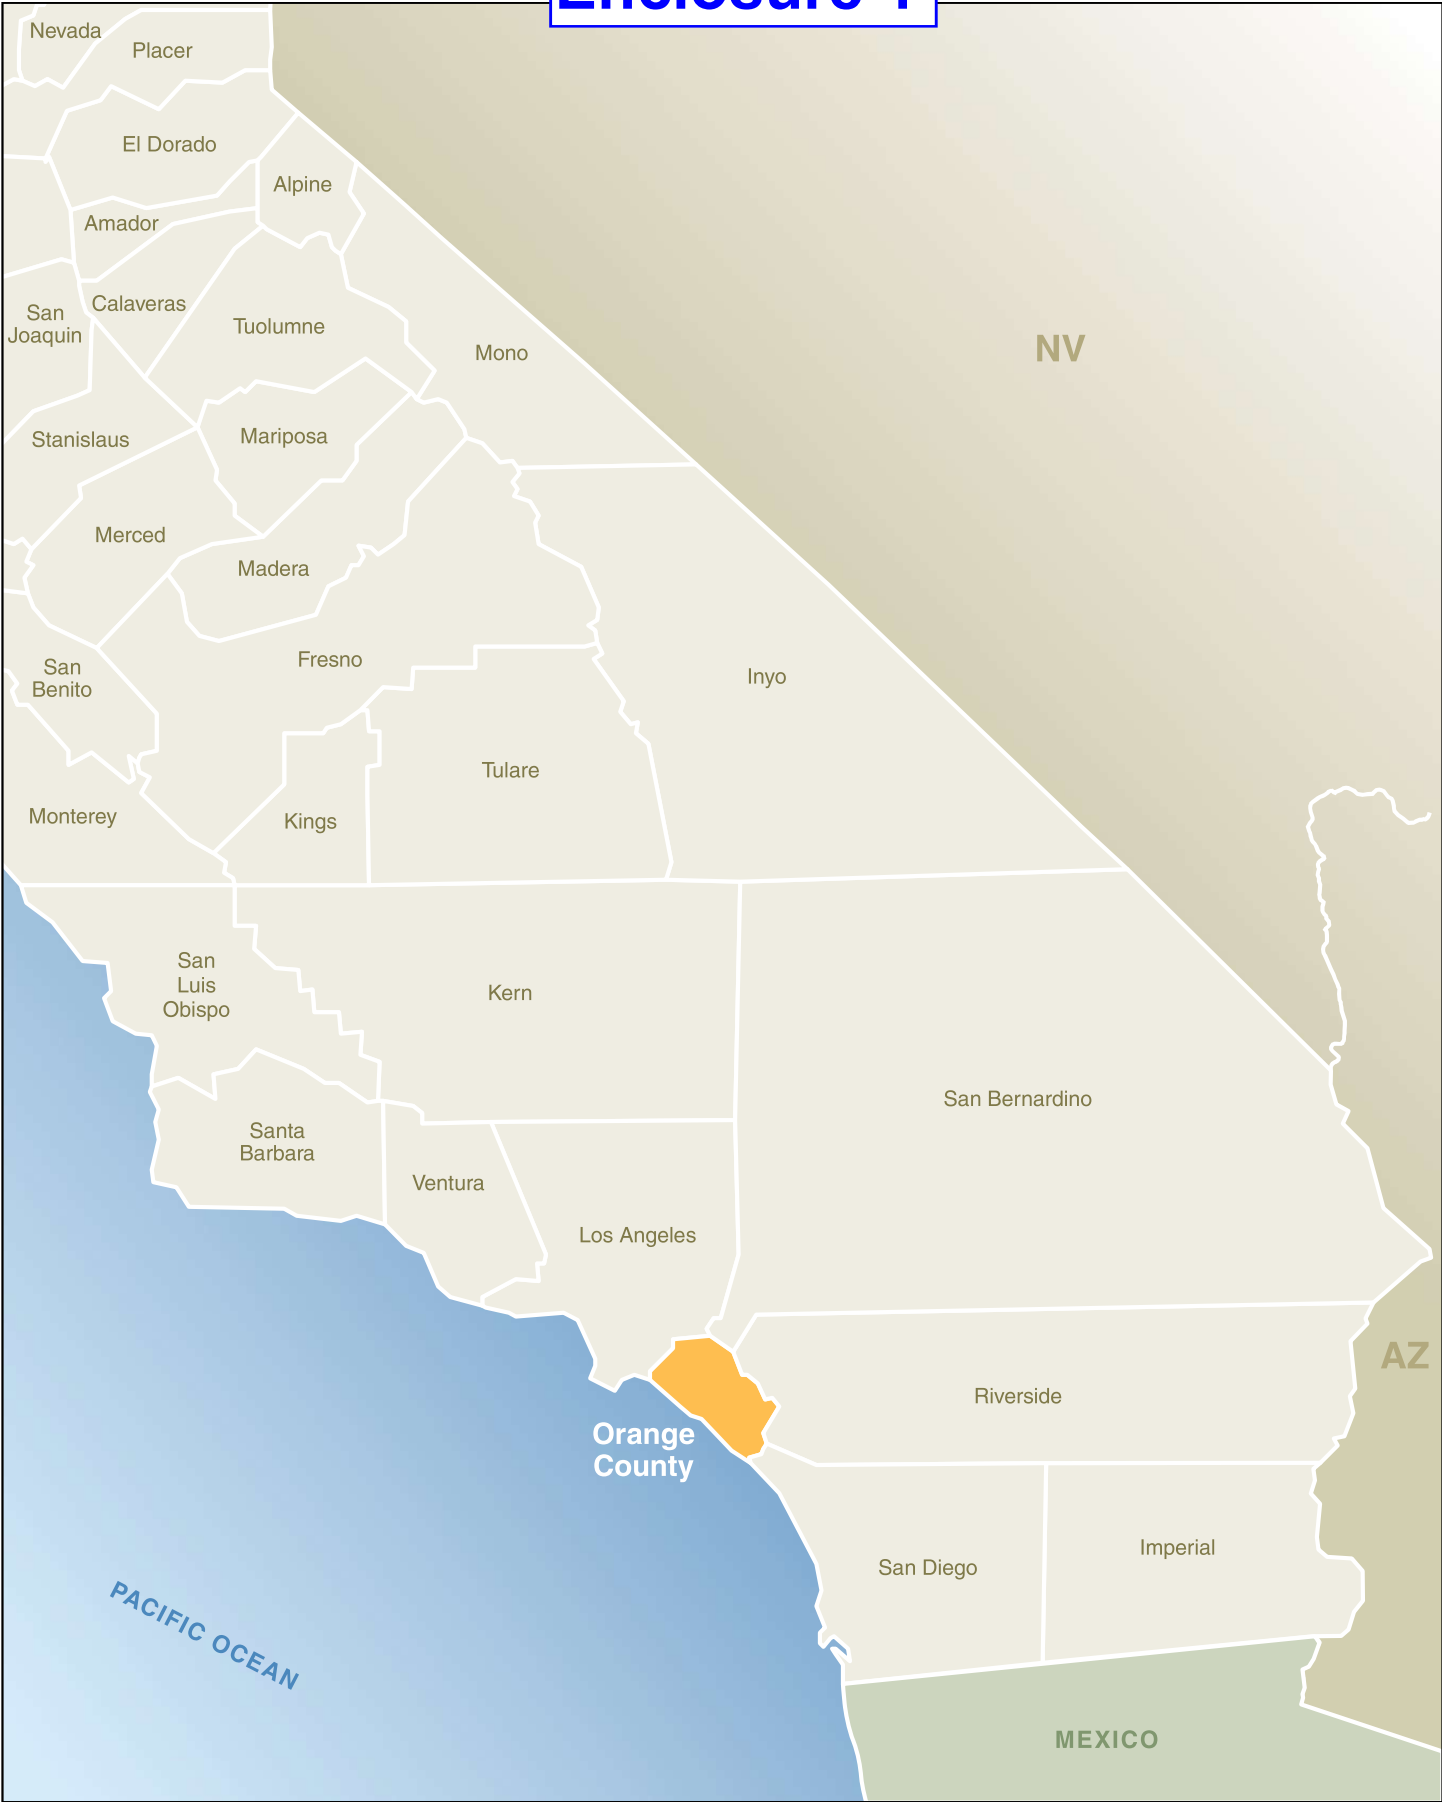 Enclosure 1
Nevada
Placer
El Dorado
Alpine
Amador
Calaveras
San
Joaquin
Tuolumne
Mono
NV
Stanislaus
Mariposa
Merced
Madera
Fresno
San
Benito
Inyo
Tulare
Monterey
Kings
San
Luis
Obispo
Kern
San Bernardino
Santa
Barbara
Ventura
Los Angeles
AZ
Riverside
Orange
County
Imperial
San Diego
PACIFIC OCEAN
MEXICO